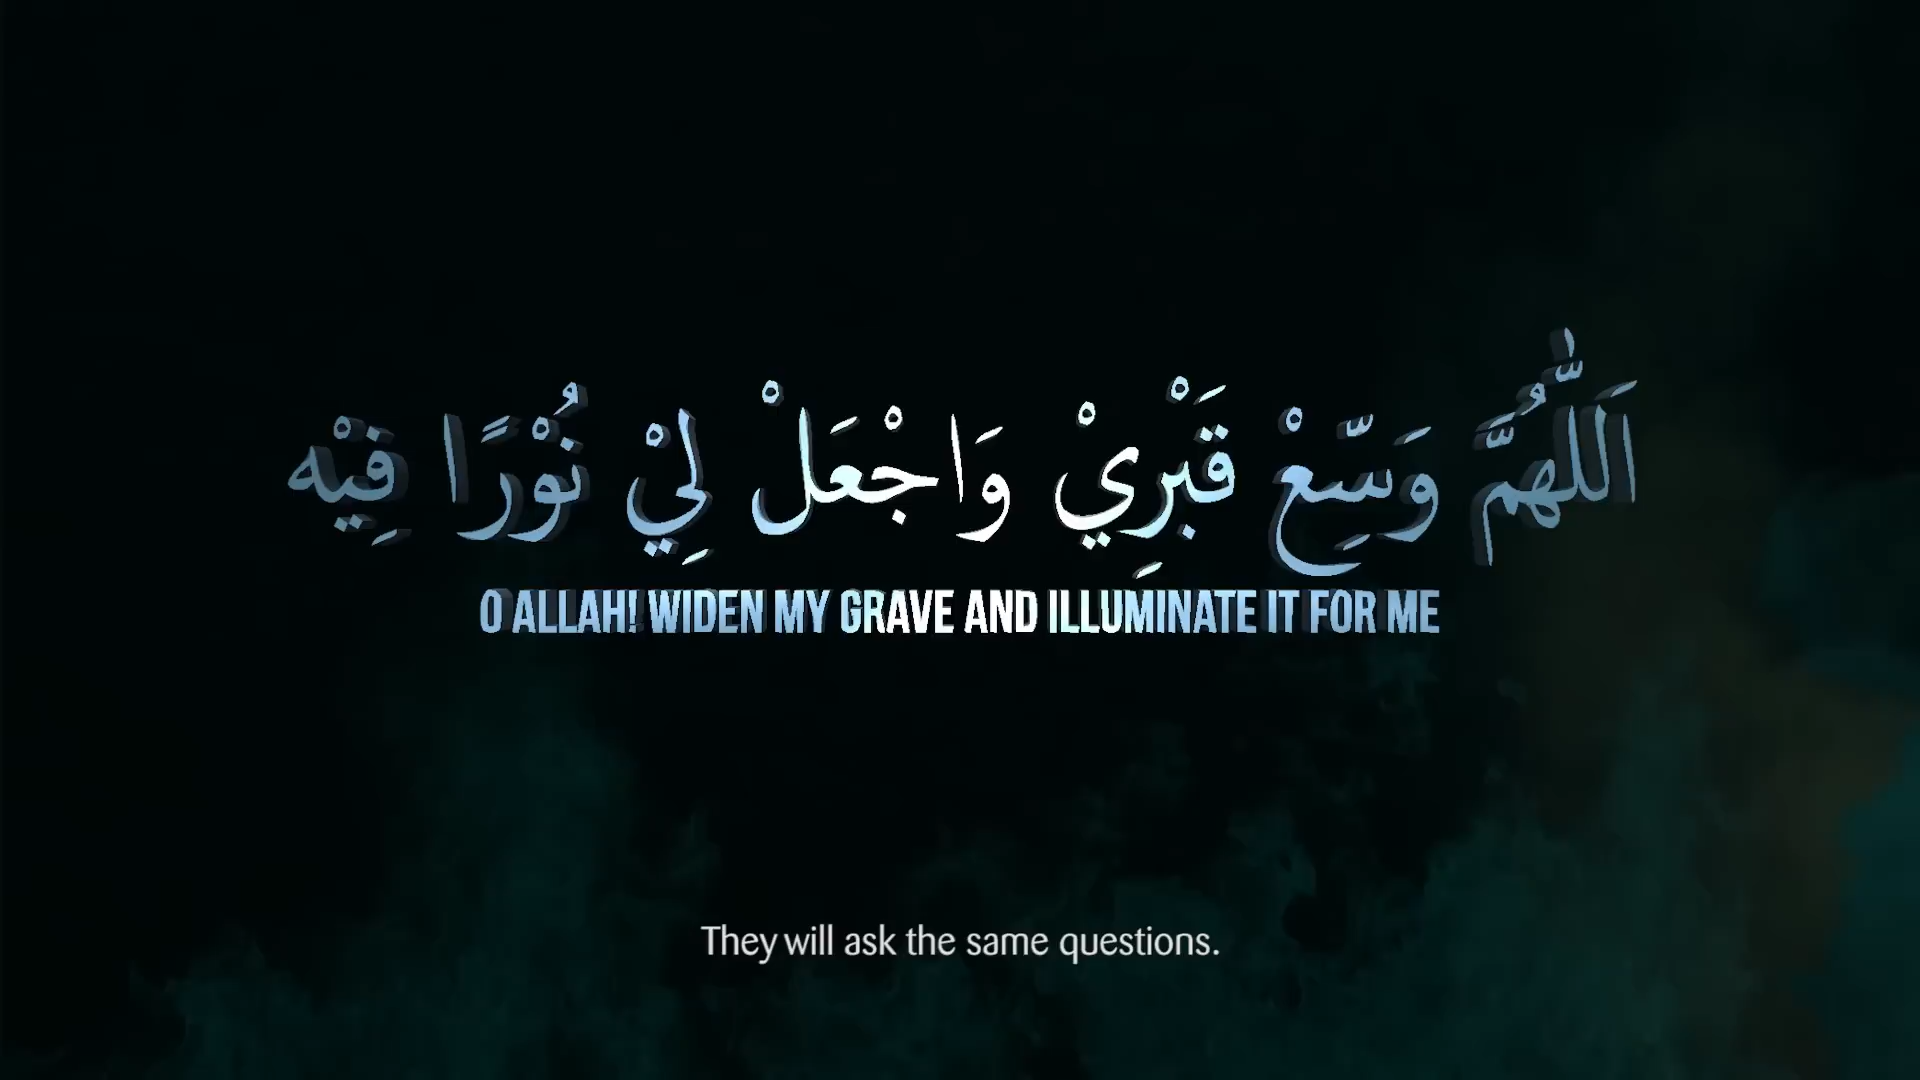 اَللّٰهُمَّ وَسِّعْ قَبْرِيْ وَاجْعَلْ لِيْ نُوْرًا فِيْه
O ALLAH! WIDEN MY GRAVE AND ILLUMINATE IT FOR ME
They will ask the same questions.